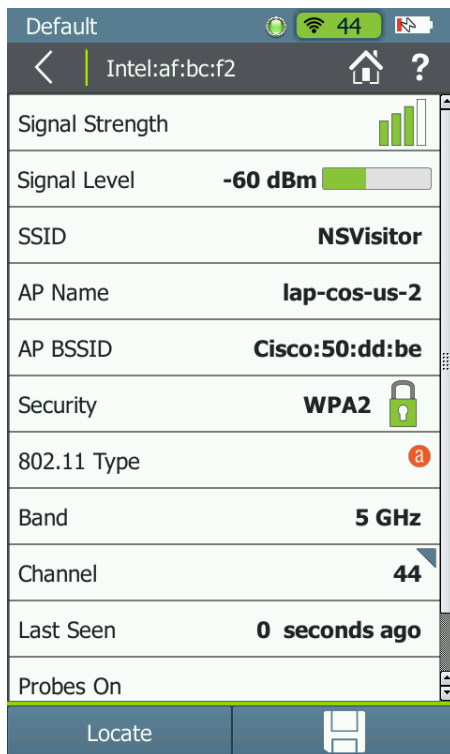 Default 44
Intel:af:bc:f2 ?
Signal Strength
Signal Level -60 dBm
SSID NSVisitor
AP Name lap-cos-us-2
AP BSSID Cisco:50:dd:be
Security WPA2
802.11 Type a
Band 5 GHz
Channel 44
Last Seen 0 seconds ago
Probes On
Locate